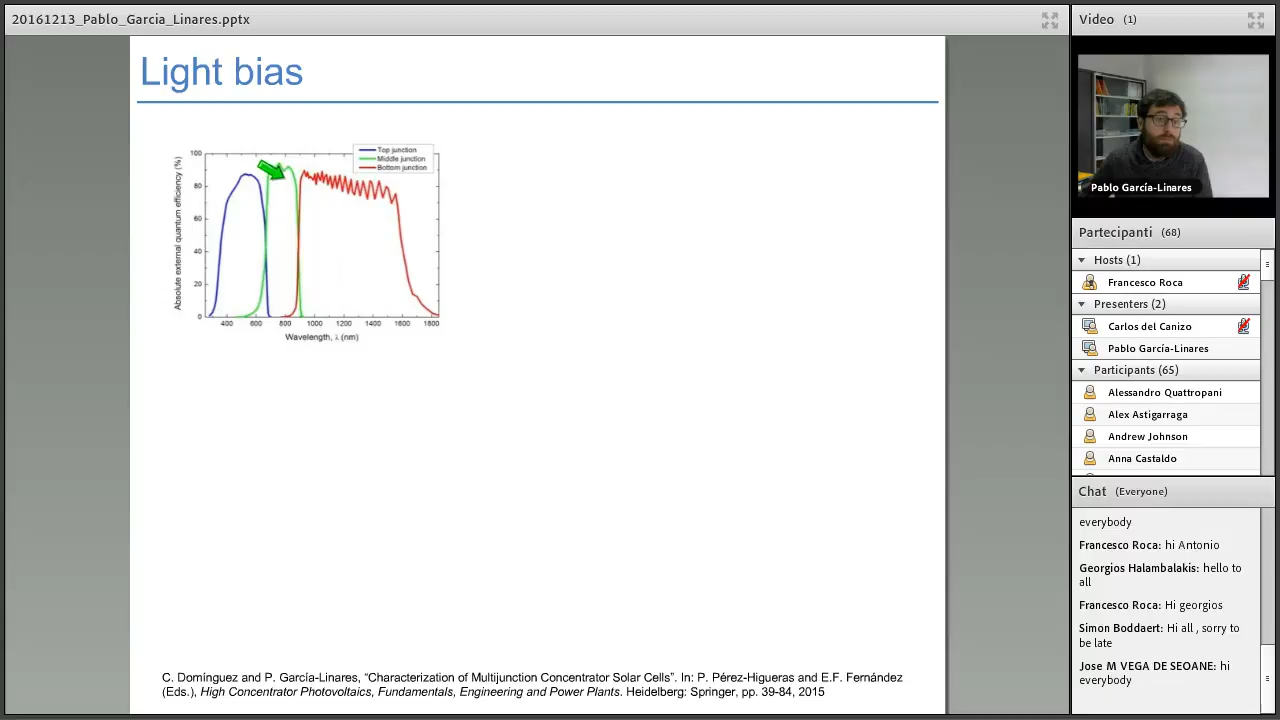 20161213_Pablo_Garcia_Linares.pptx
Light bias
Absolute external quantum efficiency (%)
100
80
60
40
20
0
Top junction
Middle junction
Bottom junction
400 600 800 1000 1200 1400 1600 1800
Wavelength, λ (nm)
C. Domínguez and P. García-Linares, “Characterization of Multijunction Concentrator Solar Cells”. In: P. Pérez-Higueras and E.F. Fernández
(Eds.), High Concentrator Photovoltaics, Fundamentals, Engineering and Power Plants. Heidelberg: Springer, pp. 39-84, 2015
Video (1)
Pablo García-Linares
Partecipanti (68)
Hosts (1)
Francesco Roca
Presenters (2)
Carlos del Canizo
Pablo García-Linares
Participants (65)
Alessandro Quattropani
Alex Astigarraga
Andrew Johnson
Anna Castaldo
Chat (Everyone)
everybody
Francesco Roca: hi Antonio
Georgios Halambalakis: hello to
all
Francesco Roca: Hi georgios
Simon Boddaert: Hi all , sorry to
be late
Jose M VEGA DE SEOANE: hi
everybody